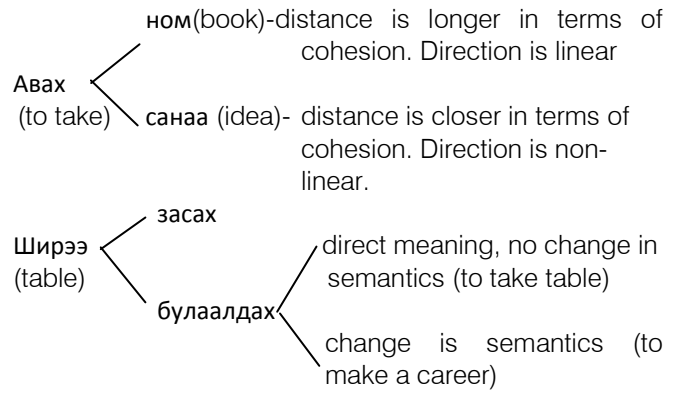 ном(book)-distance is longer in terms of
cohesion. Direction is linear
Авах
(to take)
санаа (idea)- distance is closer in terms of
cohesion. Direction is non-
linear.
засах
Ширээ
(table)
direct meaning, no change in
semantics (to take table)
булаалдах
change is semantics (to
make a career)